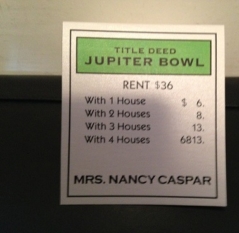 TITLE DEED
JUPITER BOWL
RENT $36
With 1 House $ 6.
With 2 Houses 8.
With 3 Houses 13.
With 4 Houses 6813.
MRS. NANCY CASPAR